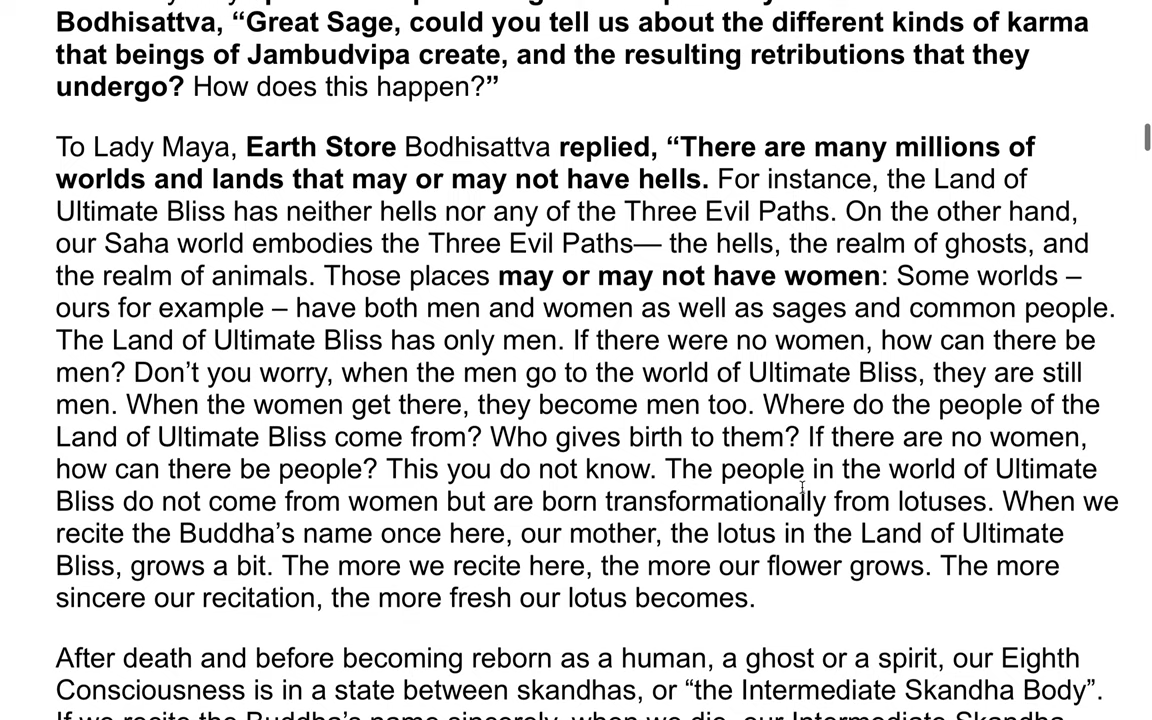 Bodhisattva, “Great Sage, could you tell us about the different kinds of karma
that beings of Jambudvipa create, and the resulting retributions that they
undergo? How does this happen?”
To Lady Maya, Earth Store Bodhisattva replied, “There are many millions of
worlds and lands that may or may not have hells. For instance, the Land of
Ultimate Bliss has neither hells nor any of the Three Evil Paths. On the other hand,
our Saha world embodies the Three Evil Paths— the hells, the realm of ghosts, and
the realm of animals. Those places may or may not have women: Some worlds –
ours for example – have both men and women as well as sages and common people.
The Land of Ultimate Bliss has only men. If there were no women, how can there be
men? Don’t you worry, when the men go to the world of Ultimate Bliss, they are still
men. When the women get there, they become men too. Where do the people of the
Land of Ultimate Bliss come from? Who gives birth to them? If there are no women,
how can there be people? This you do not know. The people in the world of Ultimate
Bliss do not come from women but are born transformationally from lotuses. When we
recite the Buddha’s name once here, our mother, the lotus in the Land of Ultimate
Bliss, grows a bit. The more we recite here, the more our flower grows. The more
sincere our recitation, the more fresh our lotus becomes.
After death and before becoming reborn as a human, a ghost or a spirit, our Eighth
Consciousness is in a state between skandhas, or “the Intermediate Skandha Body”.
If we recite the Buddha’s name sincerely, when we die, our Intermediate Skandha